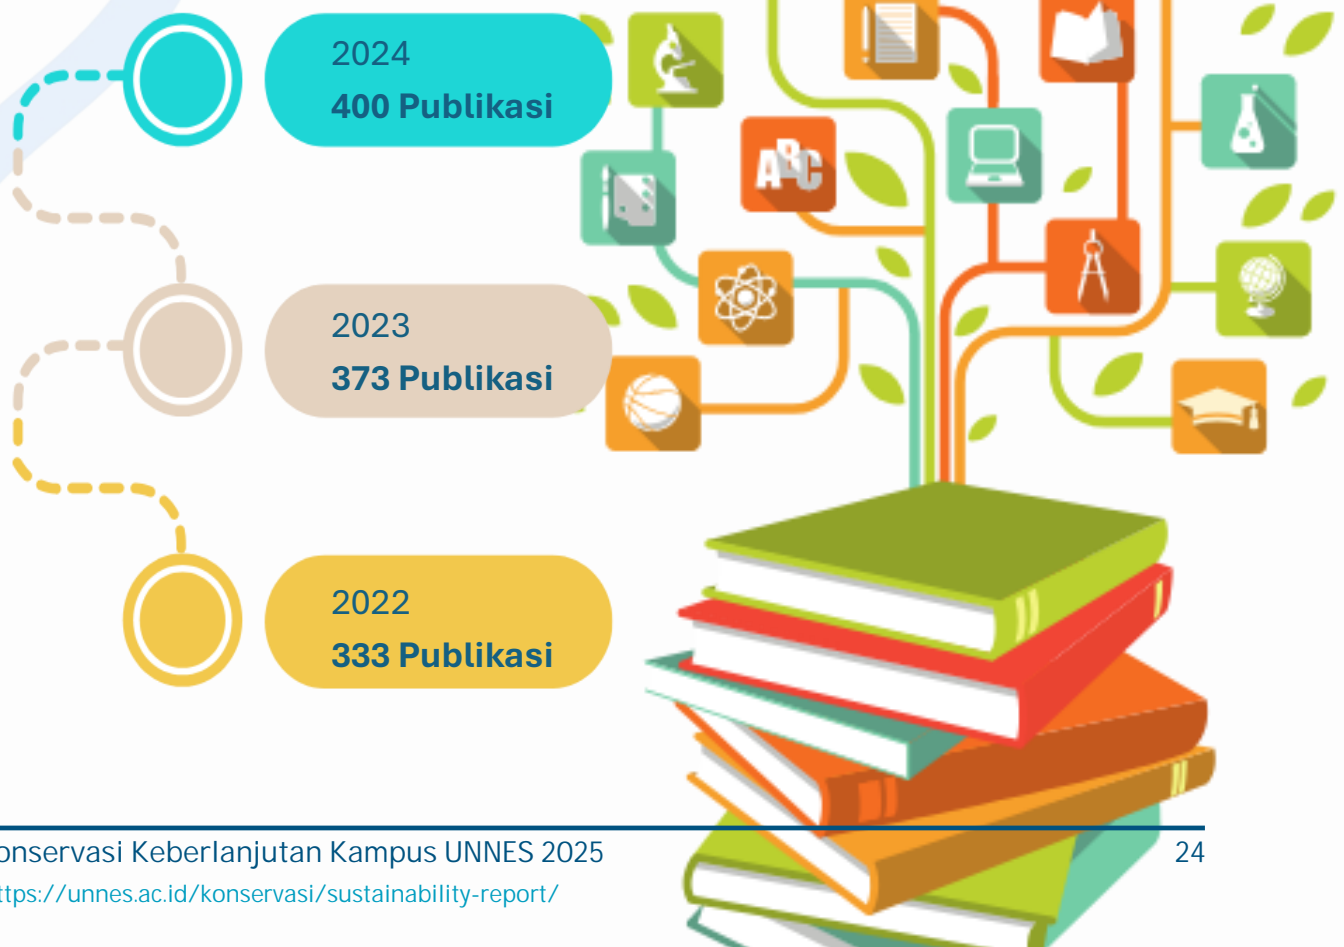 2024
400 Publikasi
ABC
2023
373 Publikasi
2022
333 Publikasi
onservasi Keberlanjutan Kampus UNNES 2025
24
ttps://unnes.ac.id/konservasi/sustainability-report/